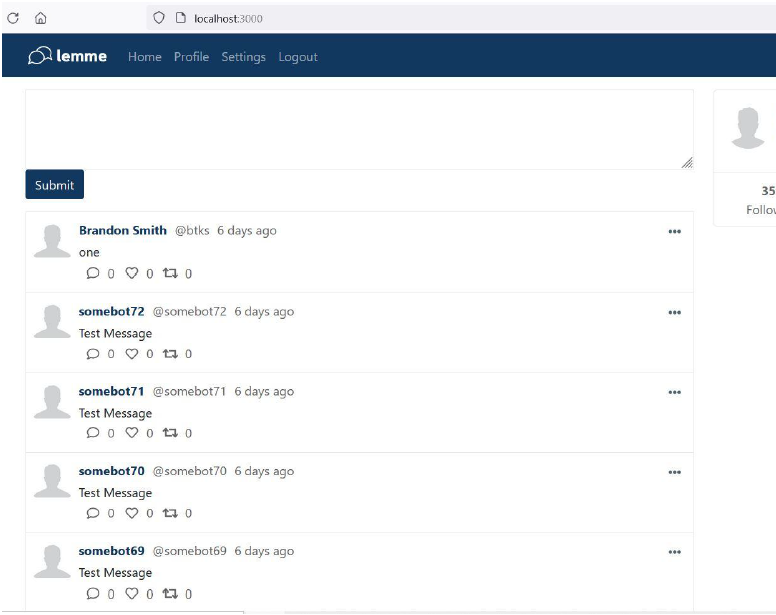 localhost:3000
lemme Home Profile Settings Logout
Submit
35
Brandon Smith @btks 6 days ago
one
0 0 0
somebot72 @somebot72 6 days ago
Test Message
0 0 0
somebot71 @somebot71 6 days ago
Test Message
0 0 0
somebot70 @somebot70 6 days ago
Test Message
0 0 0
somebot69 @somebot69 6 days ago
Test Message
0 0 0